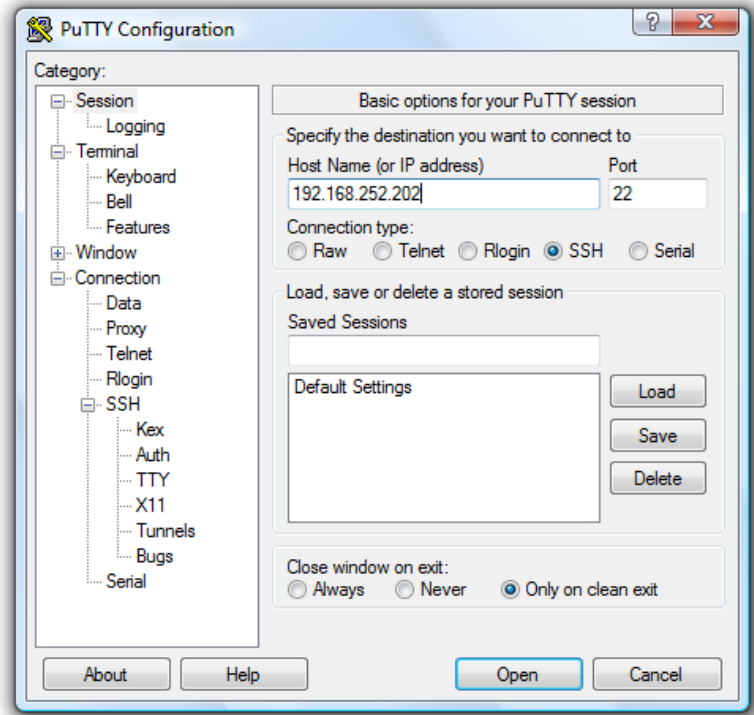 PuTTY Configuration
Category:
Session
Logging
Terminal
Keyboard
Bell
Features
Window
Connection
Data
Proxy
Telnet
Rlogin
SSH
Kex
Auth
TTY
X11
Tunnels
Bugs
Serial
Basic options for your PuTTY session
Specify the destination you want to connect to
Host Name (or IP address) Port
192.168.252.202 22
Connection type:
Raw Telnet Rlogin SSH Serial
Load, save or delete a stored session
Saved Sessions
Default Settings
Load
Save
Delete
Close window on exit:
Always Never Only on clean exit
About Help Open Cancel